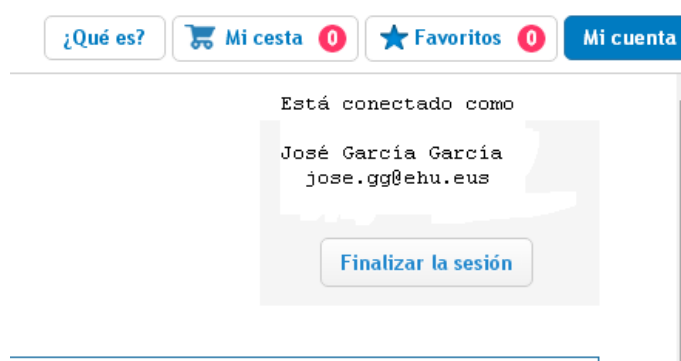 ¿Qué es? Mi cesta 0 Favoritos 0 Mi cuenta
Está conectado como
José García García
jose.gg@ehu.eus
Finalizar la sesión